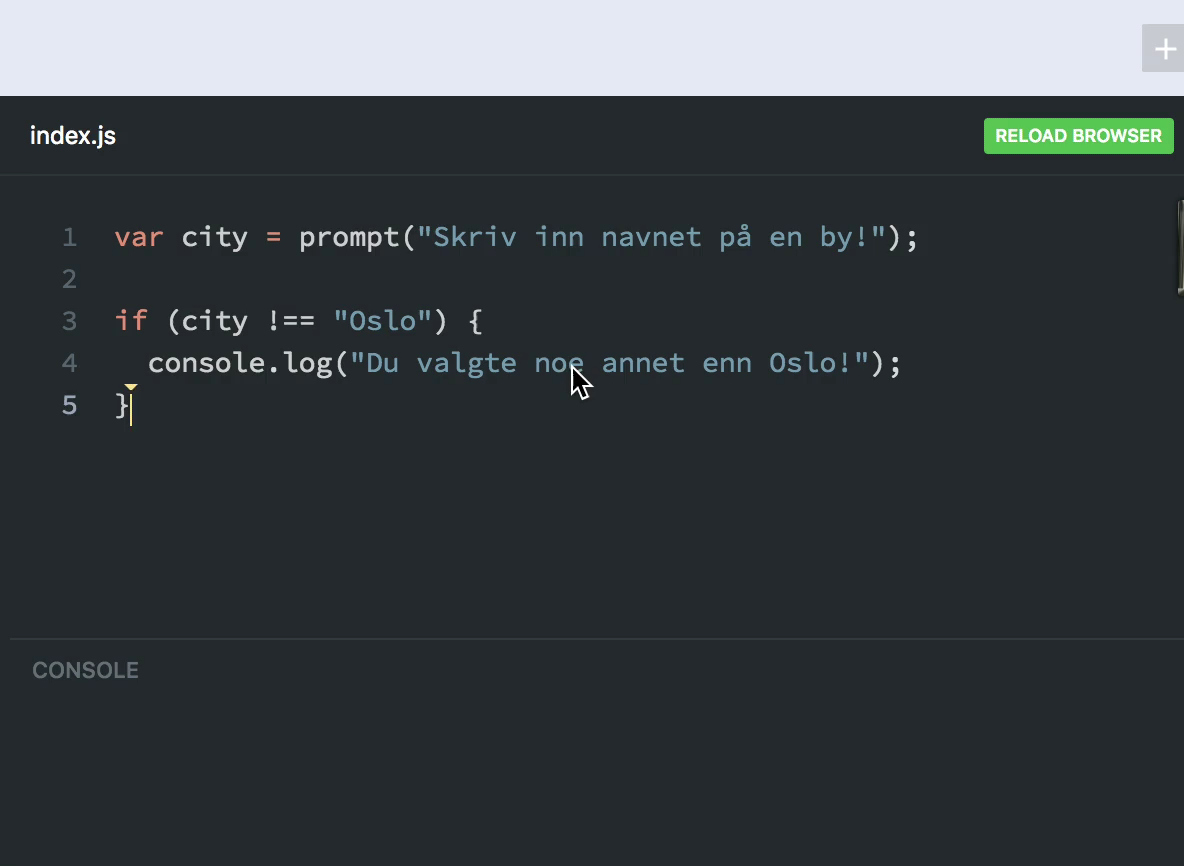 index.js
RELOAD BROWSER
1 var city = prompt("Skriv inn navnet på en by!");
2
3 if (city !== "Oslo") {
4   console.log("Du valgte noe annet enn Oslo!");
5 }
CONSOLE